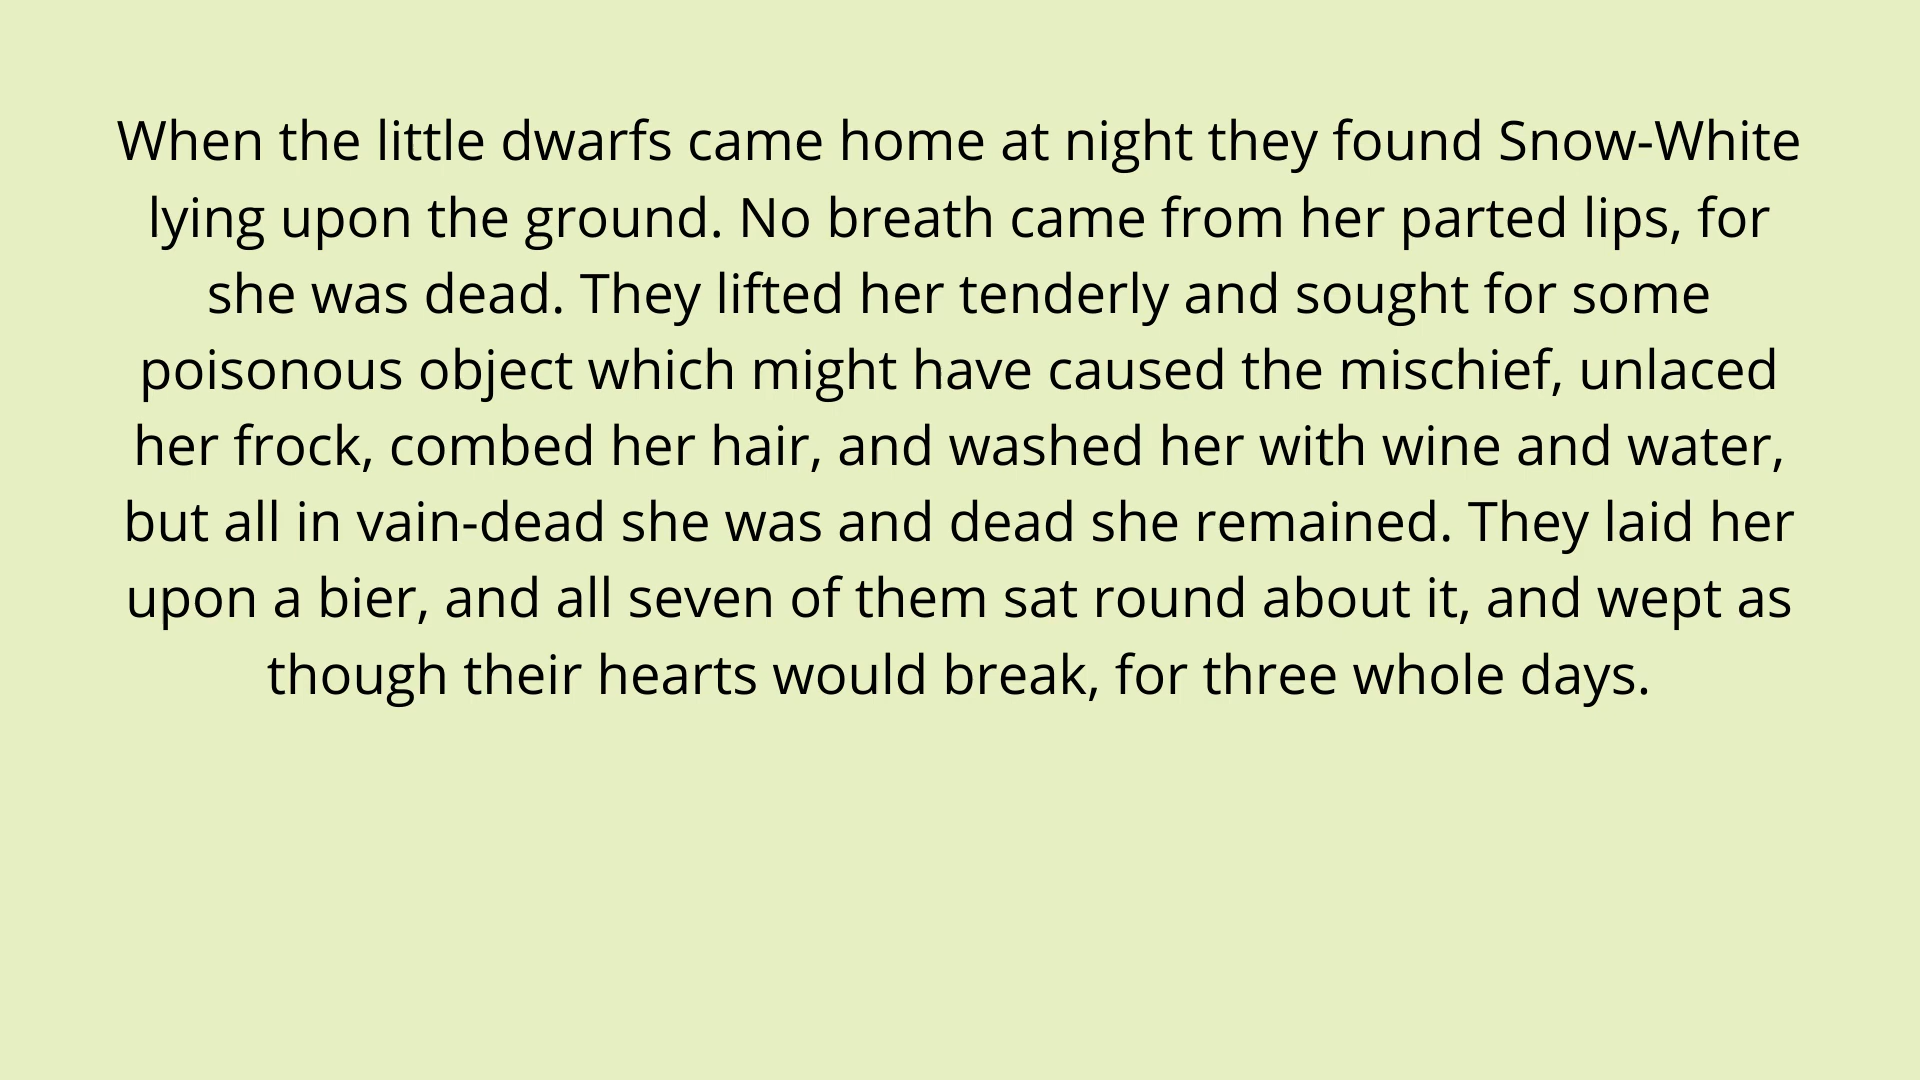 When the little dwarfs came home at night they found Snow-White
lying upon the ground. No breath came from her parted lips, for
she was dead. They lifted her tenderly and sought for some
poisonous object which might have caused the mischief, unlaced
her frock, combed her hair, and washed her with wine and water,
but all in vain-dead she was and dead she remained. They laid her
upon a bier, and all seven of them sat round about it, and wept as
though their hearts would break, for three whole days.